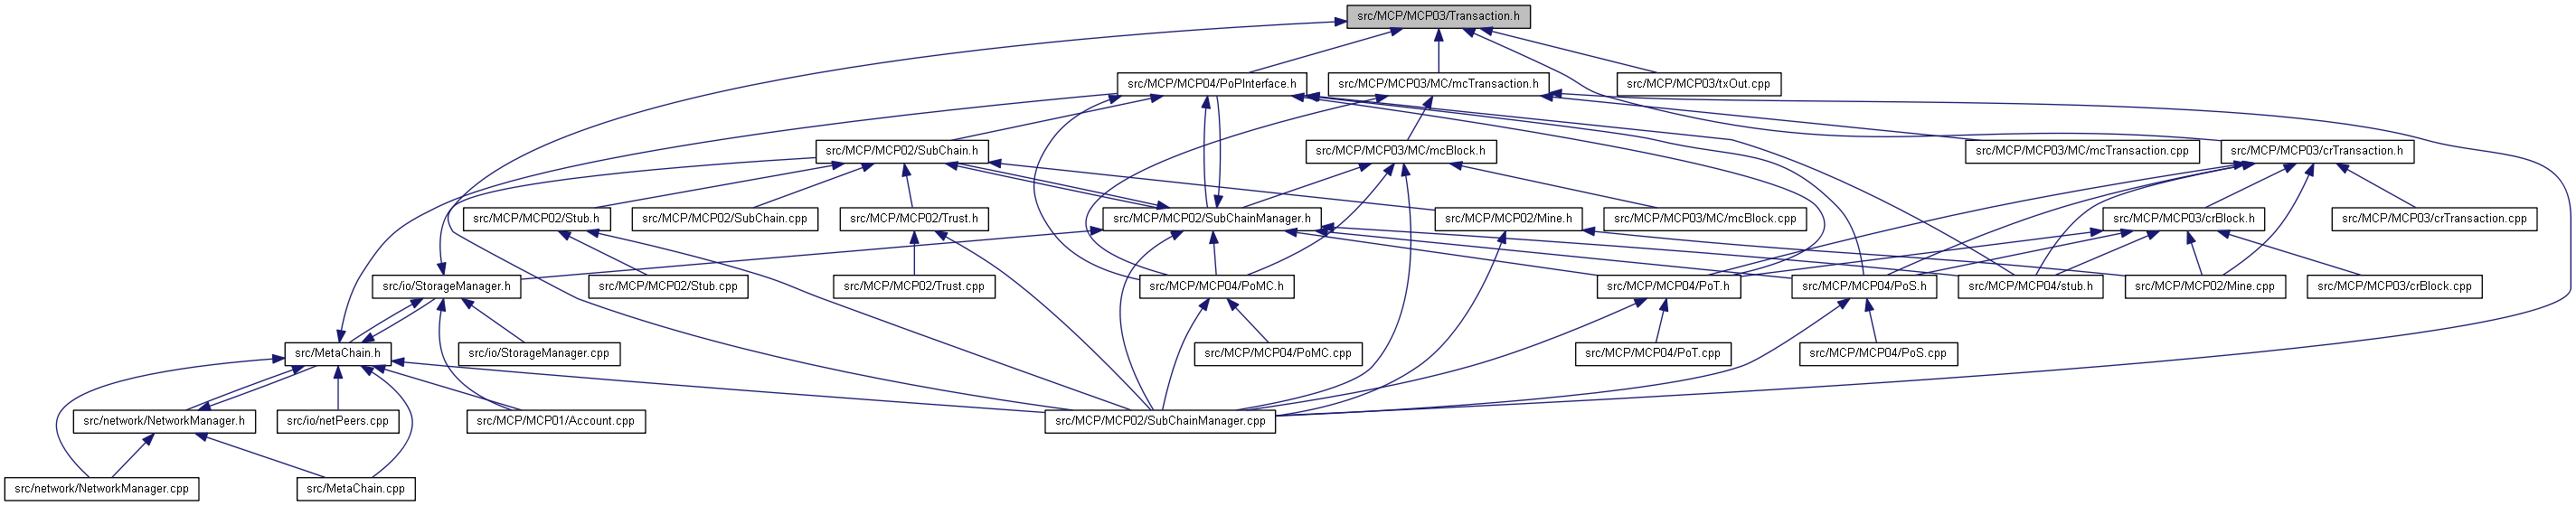 src/MCP/MCP03/Transaction.h
src/MCP/MCP04/PoPInterface.h
src/MCP/MCP03/MC/mcTransaction.h
src/MCP/MCP03/txOut.cpp
src/MCP/MCP02/SubChain.h
src/MCP/MCP03/MC/mcBlock.h
src/MCP/MCP03/MC/mcTransaction.cpp
src/MCP/MCP03/crTransaction.h
src/MCP/MCP02/Stub.h
src/MCP/MCP02/SubChain.cpp
src/MCP/MCP02/Trust.h
src/MCP/MCP02/SubChainManager.h
src/MCP/MCP02/Mine.h
src/MCP/MCP03/MC/mcBlock.cpp
src/MCP/MCP03/crBlock.h
src/MCP/MCP03/crTransaction.cpp
src/io/StorageManager.h
src/MCP/MCP02/Stub.cpp
src/MCP/MCP02/Trust.cpp
src/MCP/MCP04/PoMC.h
src/MCP/MCP04/PoT.h
src/MCP/MCP04/PoS.h
src/MCP/MCP04/stub.h
src/MCP/MCP02/Mine.cpp
src/MCP/MCP03/crBlock.cpp
src/MetaChain.h
src/io/StorageManager.cpp
src/MCP/MCP04/PoMC.cpp
src/MCP/MCP04/PoT.cpp
src/MCP/MCP04/PoS.cpp
src/network/NetworkManager.h
src/io/netPeers.cpp
src/MCP/MCP01/Account.cpp
src/MCP/MCP02/SubChainManager.cpp
src/network/NetworkManager.cpp
src/MetaChain.cpp